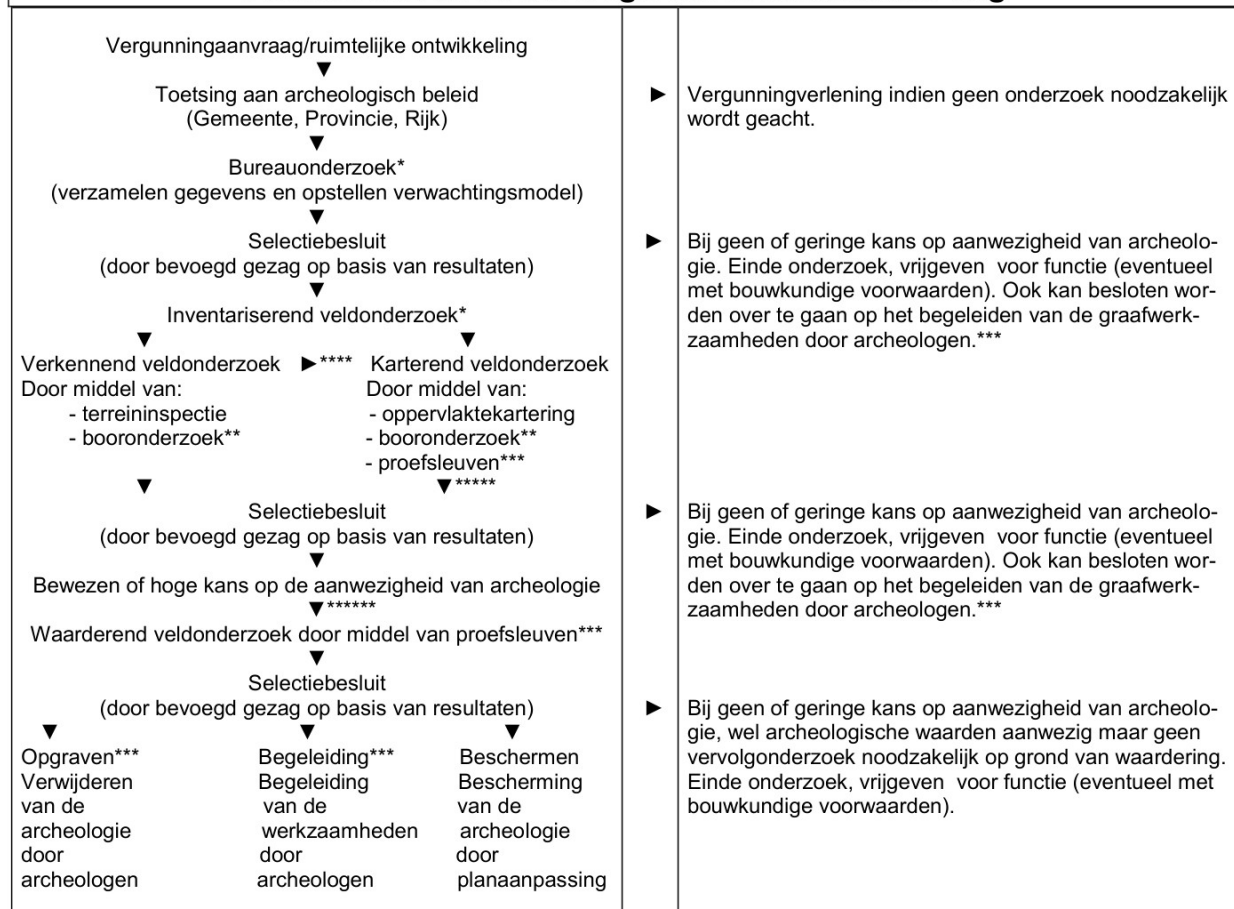 Vergunningaanvraag/ruimtelijke ontwikkeling
▼
Toetsing aan archeologisch beleid
(Gemeente, Provincie, Rijk)
► Vergunningverlening indien geen onderzoek noodzakelijk
wordt geacht.
▼
Bureauonderzoek*
(verzamelen gegevens en opstellen verwachtingsmodel)
▼
Selectiebesluit
(door bevoegd gezag op basis van resultaten)
► Bij geen of geringe kans op aanwezigheid van archeolo-
gie. Einde onderzoek, vrijgeven voor functie (eventueel
met bouwkundige voorwaarden). Ook kan besloten wor-
den over te gaan op het begeleiden van de graafwerk-
zaamheden door archeologen.***
▼
Inventariserend veldonderzoek*
▼ ▼
Verkennend veldonderzoek ►****
Door middel van:
- terreininspectie
- booronderzoek**
Karterend veldonderzoek
Door middel van:
- oppervlaktekartering
- booronderzoek**
- proefsleuven***
▼ ▼*****
Selectiebesluit
(door bevoegd gezag op basis van resultaten)
► Bij geen of geringe kans op aanwezigheid van archeolo-
gie. Einde onderzoek, vrijgeven voor functie (eventueel
met bouwkundige voorwaarden). Ook kan besloten wor-
den over te gaan op het begeleiden van de graafwerk-
zaamheden door archeologen.***
▼
Bewezen of hoge kans op de aanwezigheid van archeologie
▼******
Waarderend veldonderzoek door middel van proefsleuven***
▼
Selectiebesluit
(door bevoegd gezag op basis van resultaten)
► Bij geen of geringe kans op aanwezigheid van archeolo-
gie, wel archeologische waarden aanwezig maar geen
vervolgonderzoek noodzakelijk op grond van waardering.
Einde onderzoek, vrijgeven voor functie (eventueel met
bouwkundige voorwaarden).
▼ ▼ ▼
Opgraven***
Verwijderen
van de
archeologie
door
archeologen
Begeleiding***
Begeleiding
van de
werkzaamheden
door
archeologen
Beschermen
Bescherming
van de
archeologie
door
planaanpassing